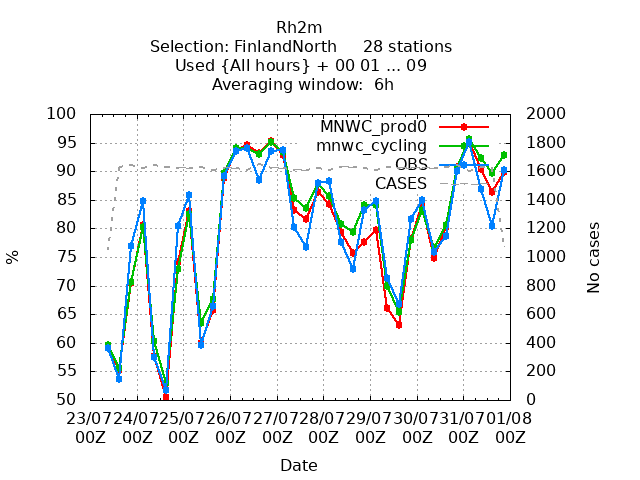 Rh2m
Selection: FinlandNorth 28 stations
Used {All hours} + 00 01 ... 09
Averaging window: 6h
MNWC_prod0
mnwc_cycling
OBS
CASES
100
95
90
85
80
75
70
65
60
55
50
%
2000
1800
1600
1400
1200
1000
800
600
400
200
0
No cases
23/07 24/07 25/07 26/07 27/07 28/07 29/07 30/07 31/07 01/08
00Z 00Z 00Z 00Z 00Z 00Z 00Z 00Z 00Z 00Z
Date